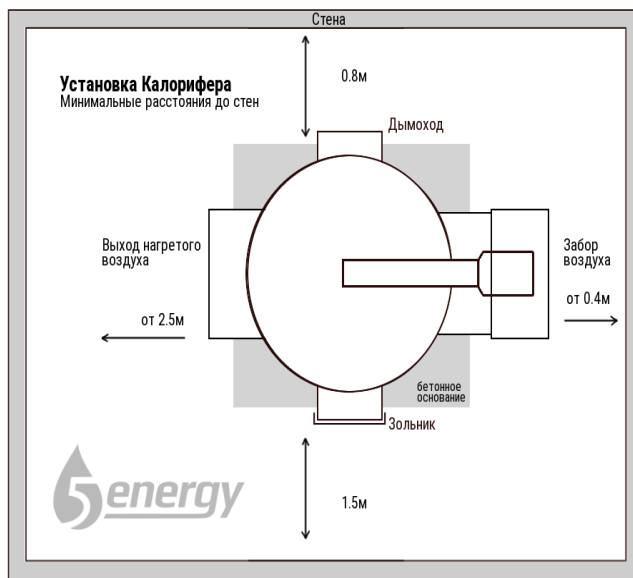 Стена
Установка Калорифера
Минимальные расстояния до стен
0.8м
Дымоход
Выход нагретого
воздуха
Забор
воздуха
от 2.5м
от 0.4м
бетонное
основание
Зольник
5energy
1.5м